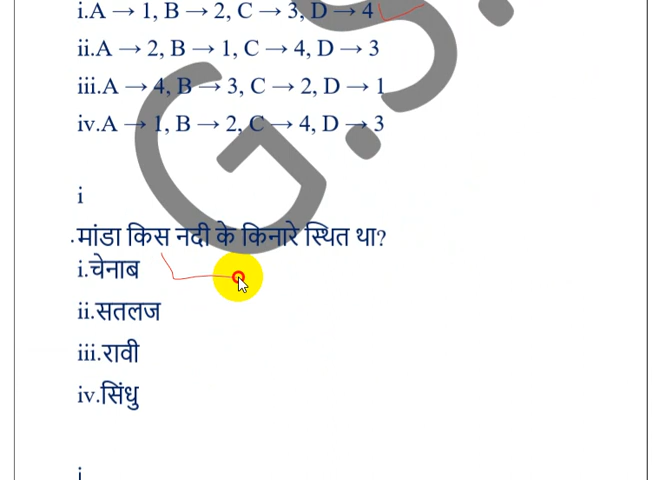 i.A → 1, B → 2, C → 3, D → 4
ii.A → 2, B → 1, C → 4, D → 3
iii.A → 4, B → 3, C → 2, D → 1
iv.A → 1, B → 2, C → 4, D → 3
i
.मांडा किस नदी के किनारे स्थित था?
i.चेनाब
ii.सतलज
iii.रावी
iv.सिंधु
i
G.S.